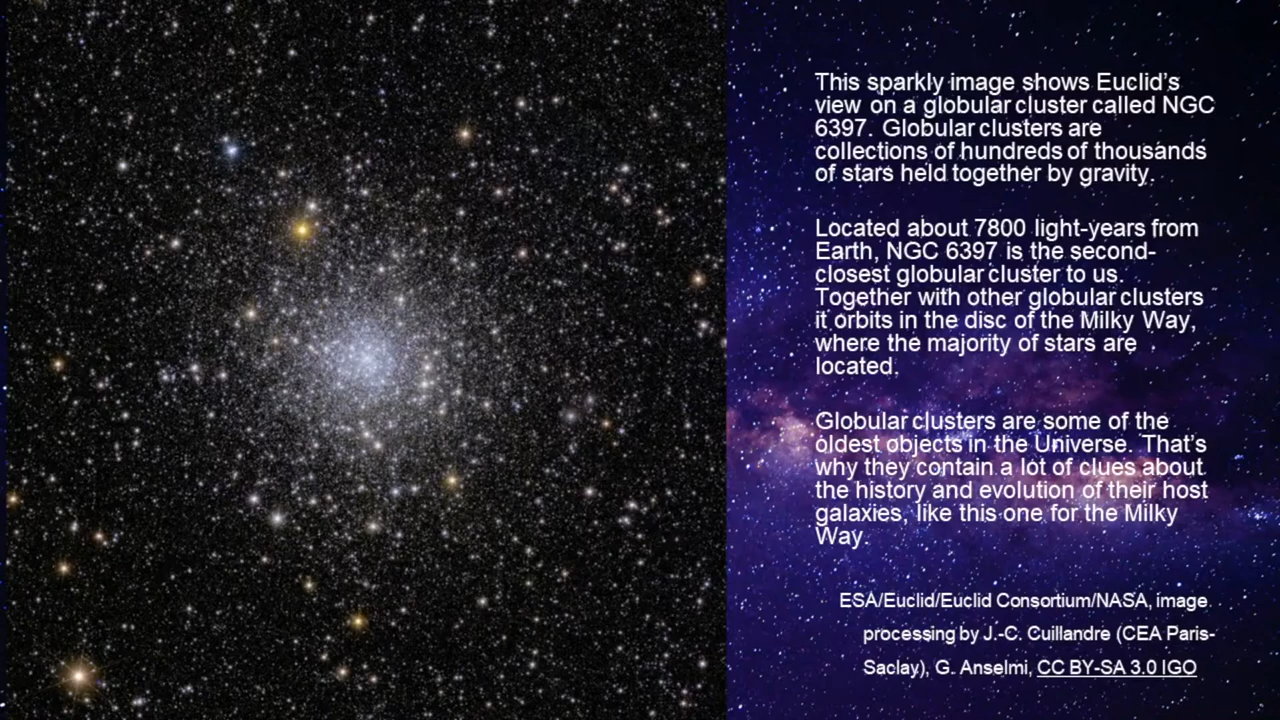 This sparkly image shows Euclid's
view on a globular cluster called NGC
6397. Globular clusters are
collections of hundreds of thousands
of stars held together by gravity.
Located about 7800 light-years from
Earth, NGC 6397 is the second-
closest globular cluster to us.
Together with other globular clusters
it orbits in the disc of the Milky Way,
where the majority of stars are
located.
Globular clusters are some of the
oldest objects in the Universe. That's
why they contain a lot of clues about
the history and evolution of their host
galaxies, like this one for the Milky
Way.
ESA/Euclid/Euclid Consortium/NASA, image
processing by J.-C. Cuillandre (CEA Paris-
Saclay), G. Anselmi, CC BY-SA 3.0 IGO